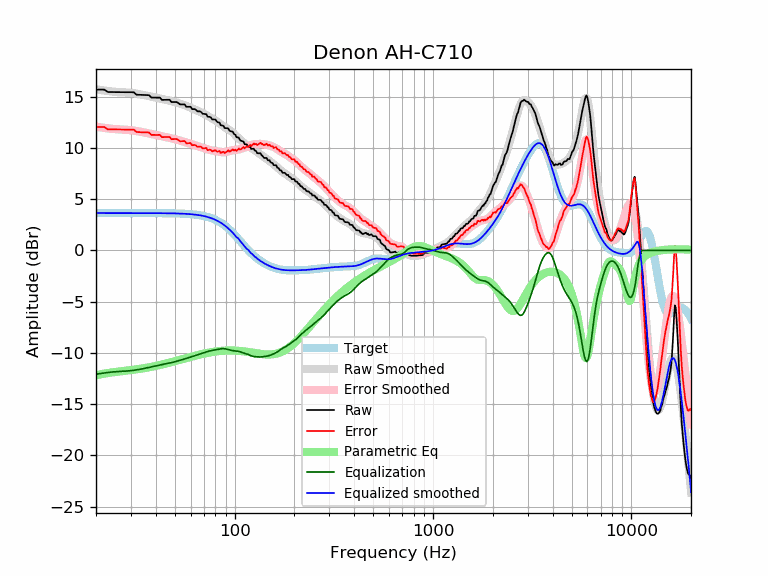 Denon AH-C710
15
10
5
0
−5
−10
−15
−20
−25
Amplitude (dBr)
Target
Raw Smoothed
Error Smoothed
Raw
Error
Parametric Eq
Equalization
Equalized smoothed
100 1000 10000
Frequency (Hz)